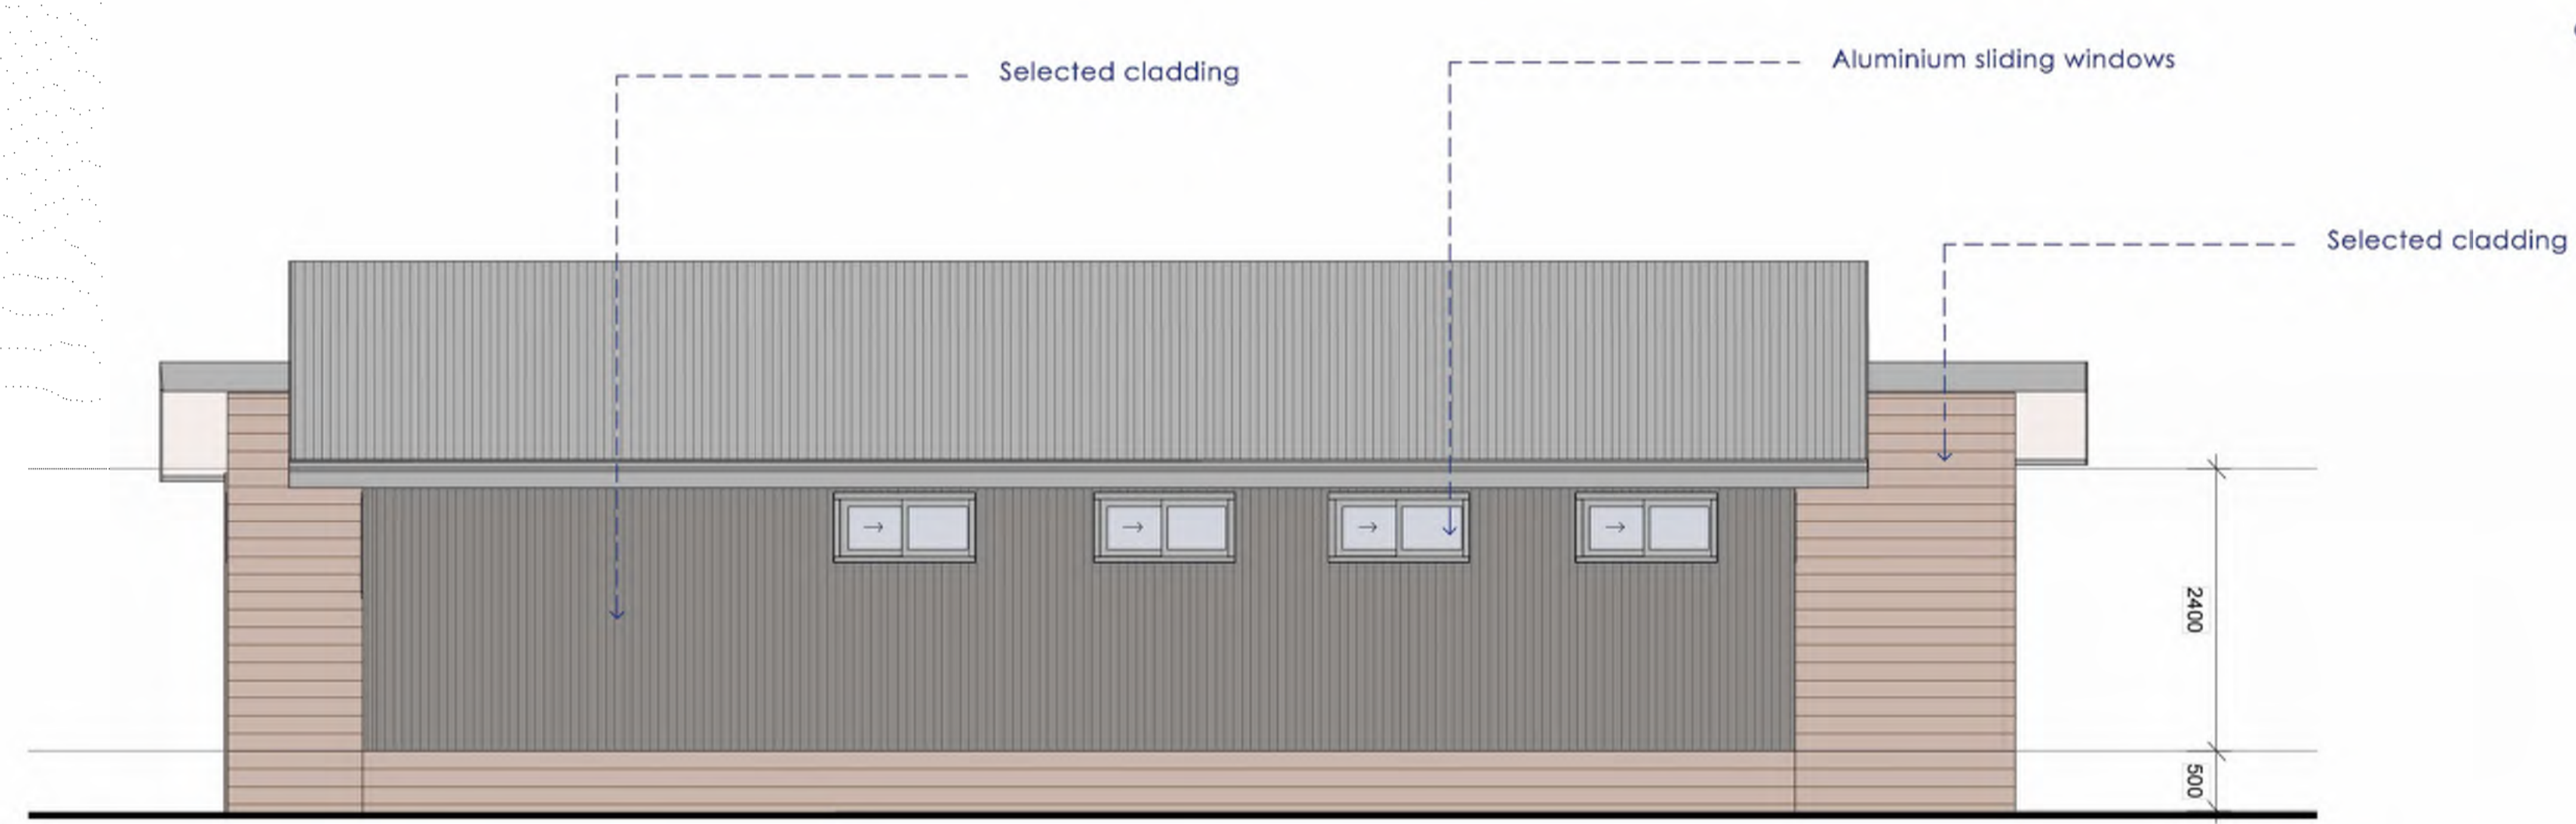 Aluminium sliding windows
Selected cladding
Selected cladding
2400
500